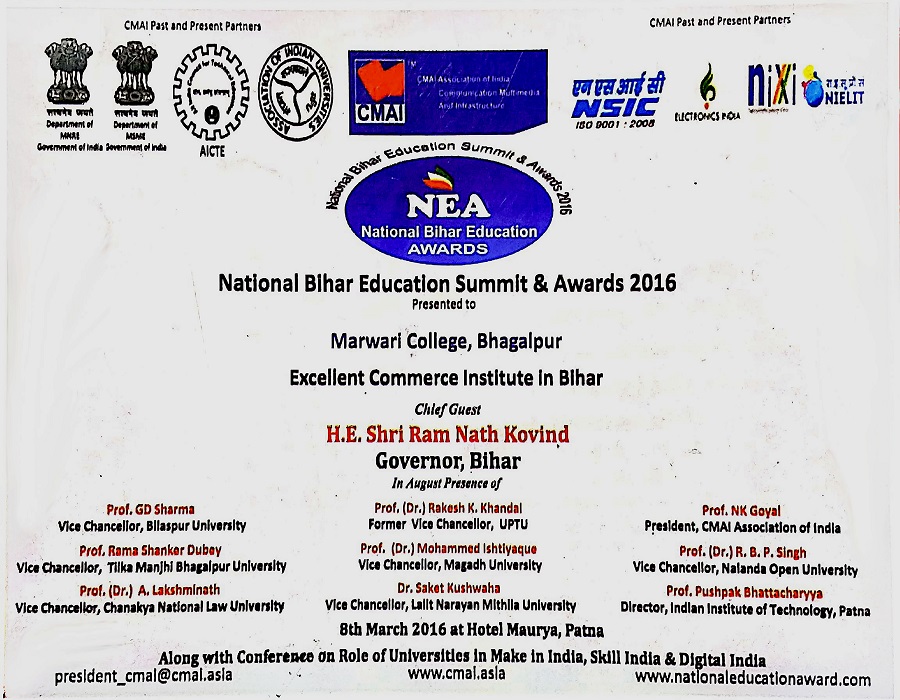 CMAI Past and Present Partners
CMAI Past and Present Partners
सत्यमेव जयते
Department of
MNRE
Government of India
सत्यमेव जयते
Department of
MSME
Government of India
AICTE
ASSOCIATION OF INDIAN UNIVERSITIES
CMAI
TM
CMAI Association of India
Communication Multimedia
And Infrastructure
एन एस आई सी
NSIC
ISO 9001 : 2008
ELECTRONICS INDIA
nixi
NIELIT
National Bihar Education Summit & Awards 2016
NEA
National Bihar Education
AWARDS
National Bihar Education Summit & Awards 2016
Presented to
Marwari College, Bhagalpur
Excellent Commerce Institute in Bihar
Chief Guest
H.E. Shri Ram Nath Kovind
Governor, Bihar
In August Presence of
Prof. GD Sharma
Vice Chancellor, Bilaspur University
Prof. (Dr.) Rakesh K. Khandal
Former Vice Chancellor, UPTU
Prof. NK Goyal
President, CMAI Association of India
Prof. Rama Shanker Dubey
Vice Chancellor, Tilka Manjhi Bhagalpur University
Prof. (Dr.) Mohammed Ishtiyaque
Vice Chancellor, Magadh University
Prof. (Dr.) R. B. P. Singh
Vice Chancellor, Nalanda Open University
Prof. (Dr.) A. Lakshminath
Vice Chancellor, Chanakya National Law University
Dr. Saket Kushwaha
Vice Chancellor, Lalit Narayan Mithila University
Prof. Pushpak Bhattacharyya
Director, Indian Institute of Technology, Patna
8th March 2016 at Hotel Maurya, Patna
Along with Conference on Role of Universities in Make in India, Skill India & Digital India
president_cmai@cmai.asia
www.cmai.asia
www.nationaleducationaward.com